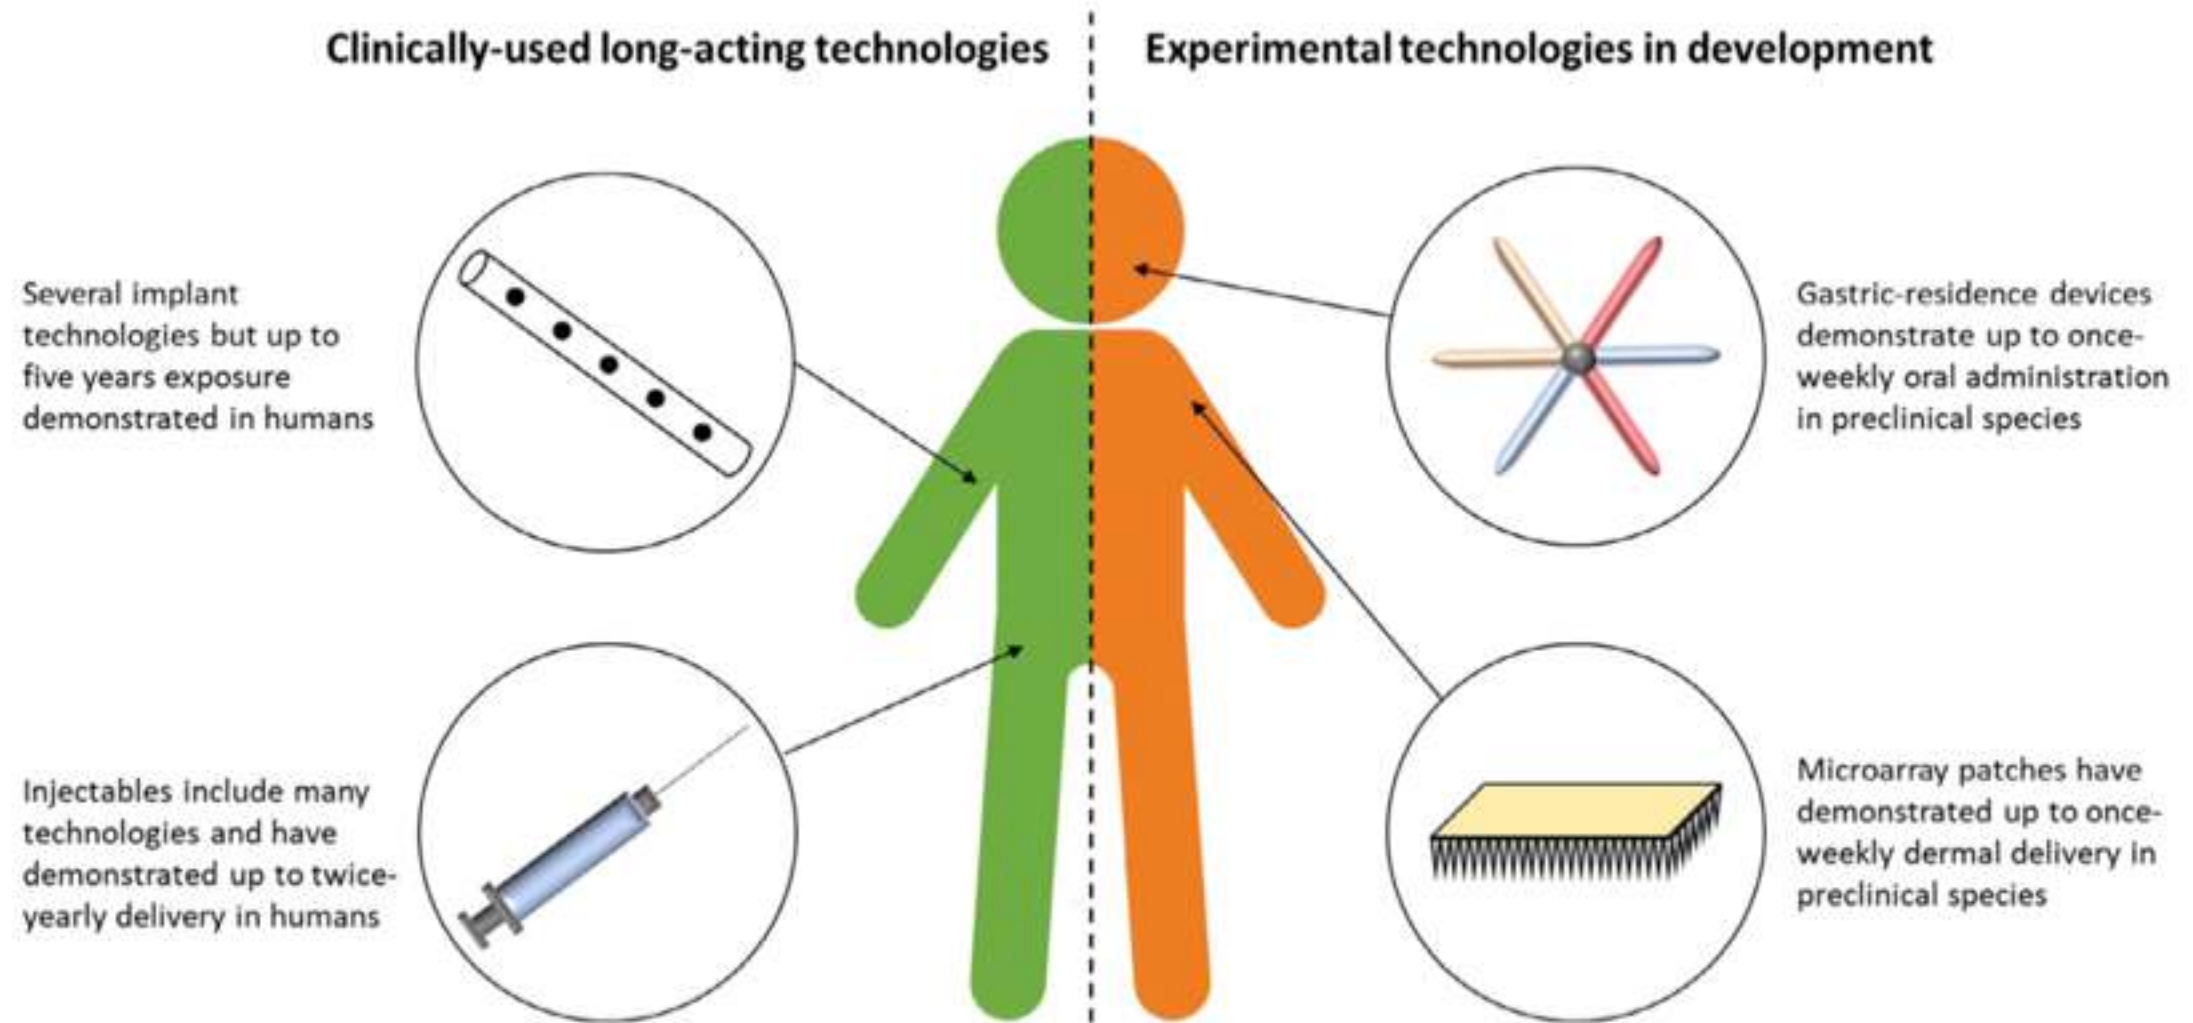 Clinically-used long-acting technologies
Experimental technologies in development
Several implant
technologies but up to
five years exposure
demonstrated in humans
Gastric-residence devices
demonstrate up to once-
weekly oral administration
in preclinical species
Injectables include many
technologies and have
demonstrated up to twice-
yearly delivery in humans
Microarray patches have
demonstrated up to once-
weekly dermal delivery in
preclinical species